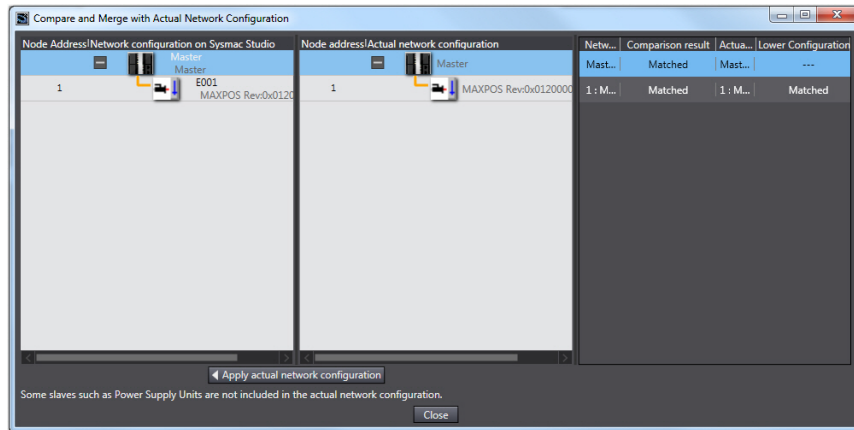 Compare and Merge with Actual Network Configuration
Node Address Network configuration on Sysmac Studio
Master
Master
1 E001
MAXPOS Rev:0x0120
Node address Actual network configuration
Master
1 MAXPOS Rev:0x0120000
Netw... Comparison result Actua... Lower Configuration
Mast... Matched Mast... ---
1 : M... Matched 1 : M... Matched
Apply actual network configuration
Some slaves such as Power Supply Units are not included in the actual network configuration.
Close